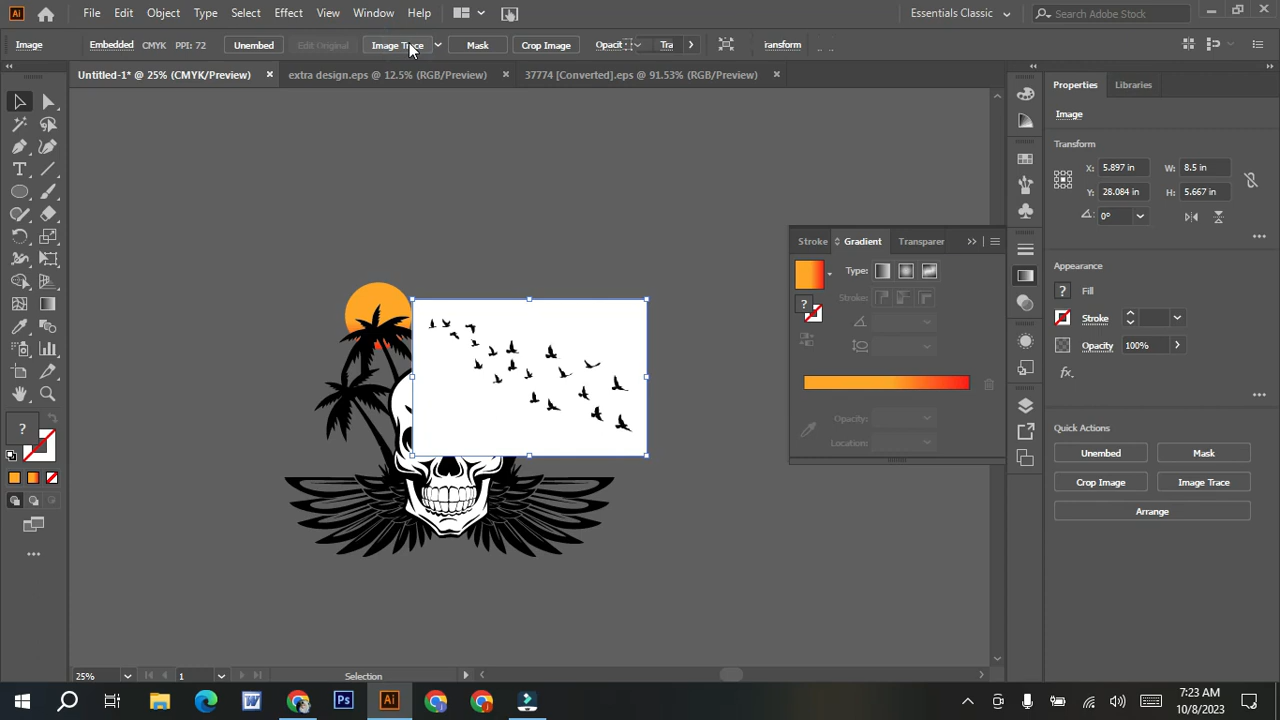 Ai File Edit Object Type Select Effect View Window Help Essentials Classic Search Adobe Stock
Image Embedded CMYK PPI: 72 Unembed Edit Original Image Trace Mask Crop Image Opacit Tra Transform
Untitled-1* @ 25% (CMYK/Preview) × extra design.eps @ 12.5% (RGB/Preview) × 37774 [Converted].eps @ 91.53% (RGB/Preview) ×
Properties Libraries
Image
Transform
X: 5.897 in W: 8.5 in
Y: 28.084 in H: 5.667 in
0°
Stroke Gradient Transparer
Type:
Stroke:
Opacity:
Location:
Appearance
? Fill
Stroke
Opacity 100%
fx.
Quick Actions
Unembed Mask
Crop Image Image Trace
Arrange
25% 1 Selection
W Ps Ai 7:23 AM
10/8/2023